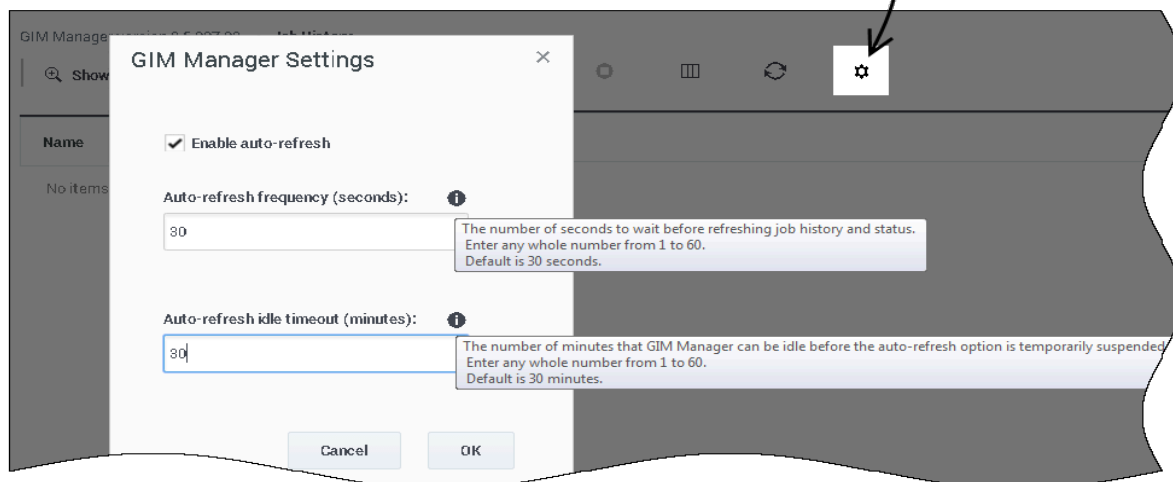 GIM Manage
GIM Manager Settings
Show
Name
Enable auto-refresh
No items
Auto-refresh frequency (seconds):
30
The number of seconds to wait before refreshing job history and status.
Enter any whole number from 1 to 60.
Default is 30 seconds.
Auto-refresh idle timeout (minutes):
30
The number of minutes that GIM Manager can be idle before the auto-refresh option is temporarily suspended
Enter any whole number from 1 to 60.
Default is 30 minutes.
Cancel
OK